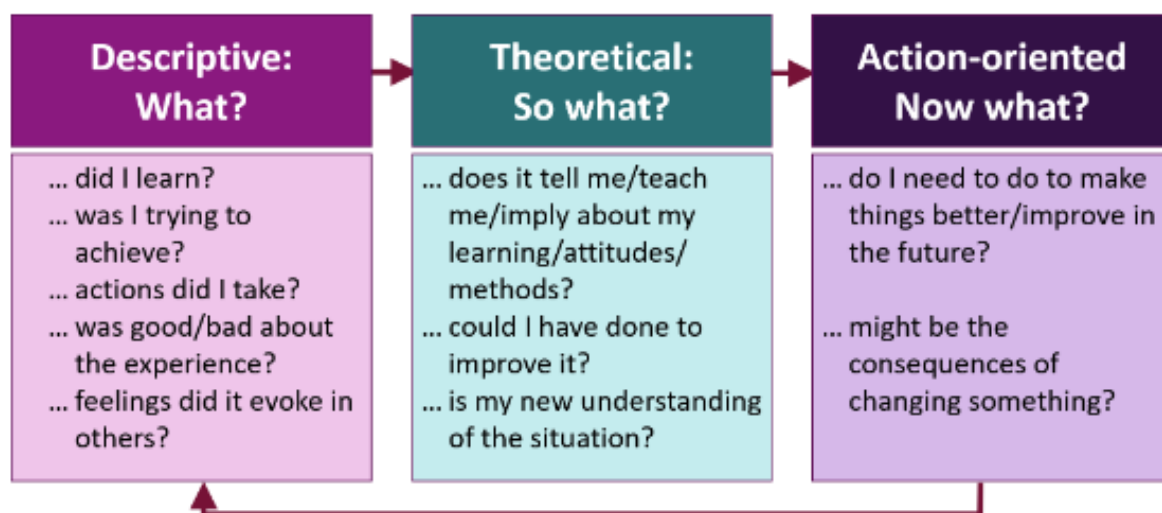 Descriptive:
What?
... did I learn?
... was I trying to
achieve?
... actions did I take?
... was good/bad about
the experience?
... feelings did it evoke in
others?
Theoretical:
So what?
... does it tell me/teach
me/imply about my
learning/attitudes/
methods?
... could I have done to
improve it?
... is my new understanding
of the situation?
Action-oriented
Now what?
... do I need to do to make
things better/improve in
the future?
... might be the
consequences of
changing something?